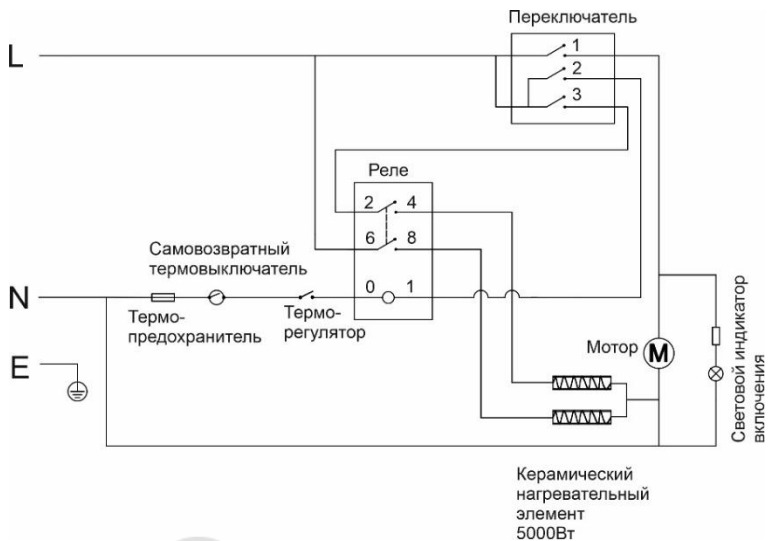 Переключатель
L
1
2
3
Реле
2 4
6 8
0 1
Самовозвратный
термовыключатель
N
Термо-
предохранитель
Термо-
регулятор
E
Мотор
M
Световой индикатор
включения
Керамический
нагревательный
элемент
5000Вт